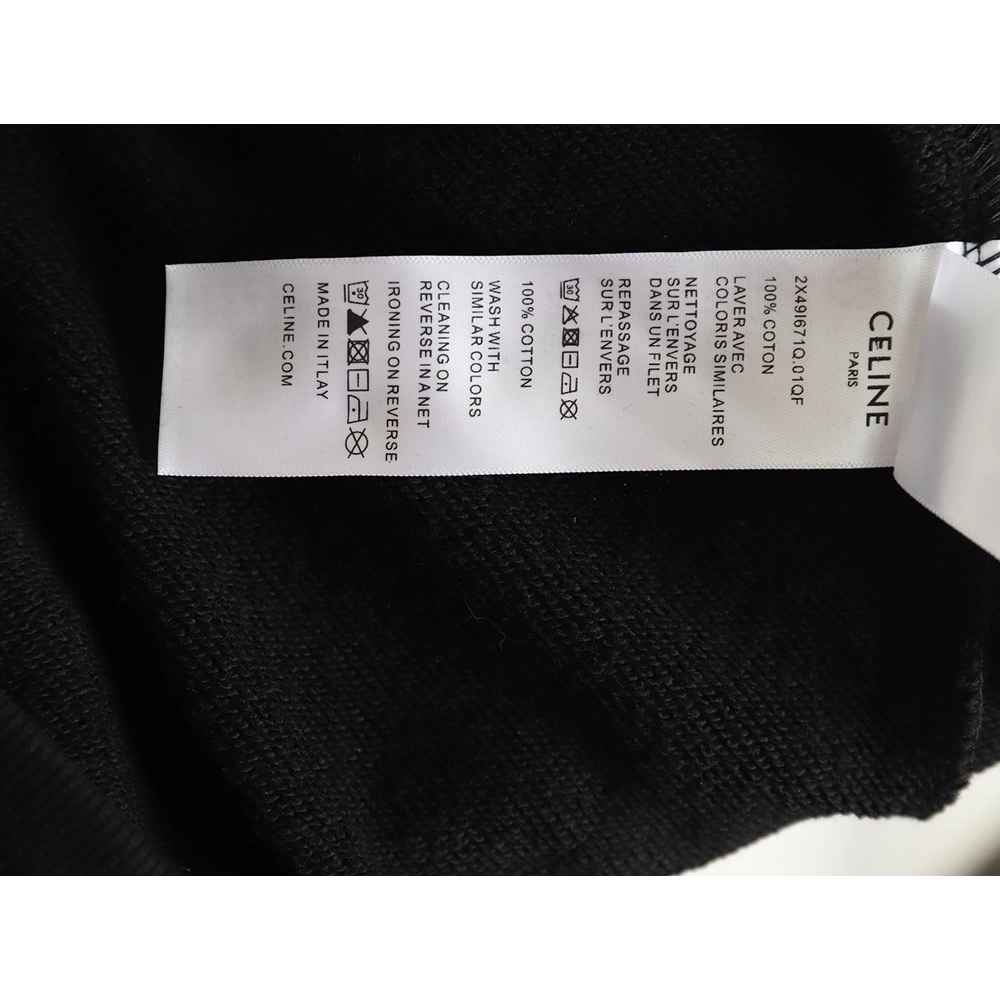 CELINE
PARIS
2X49I671Q.01QF
100% COTON
LAVER AVEC
COLORIS SIMILAIRES
NETTOYAGE
SUR L'ENVERS
DANS UN FILET
REPASSAGE
SUR L'ENVERS
30
100% COTTON
WASH WITH
SIMILAR COLORS
CLEANING ON
REVERSE IN A NET
IRONING ON REVERSE
30
MADE IN ITLAY
CELINE.COM